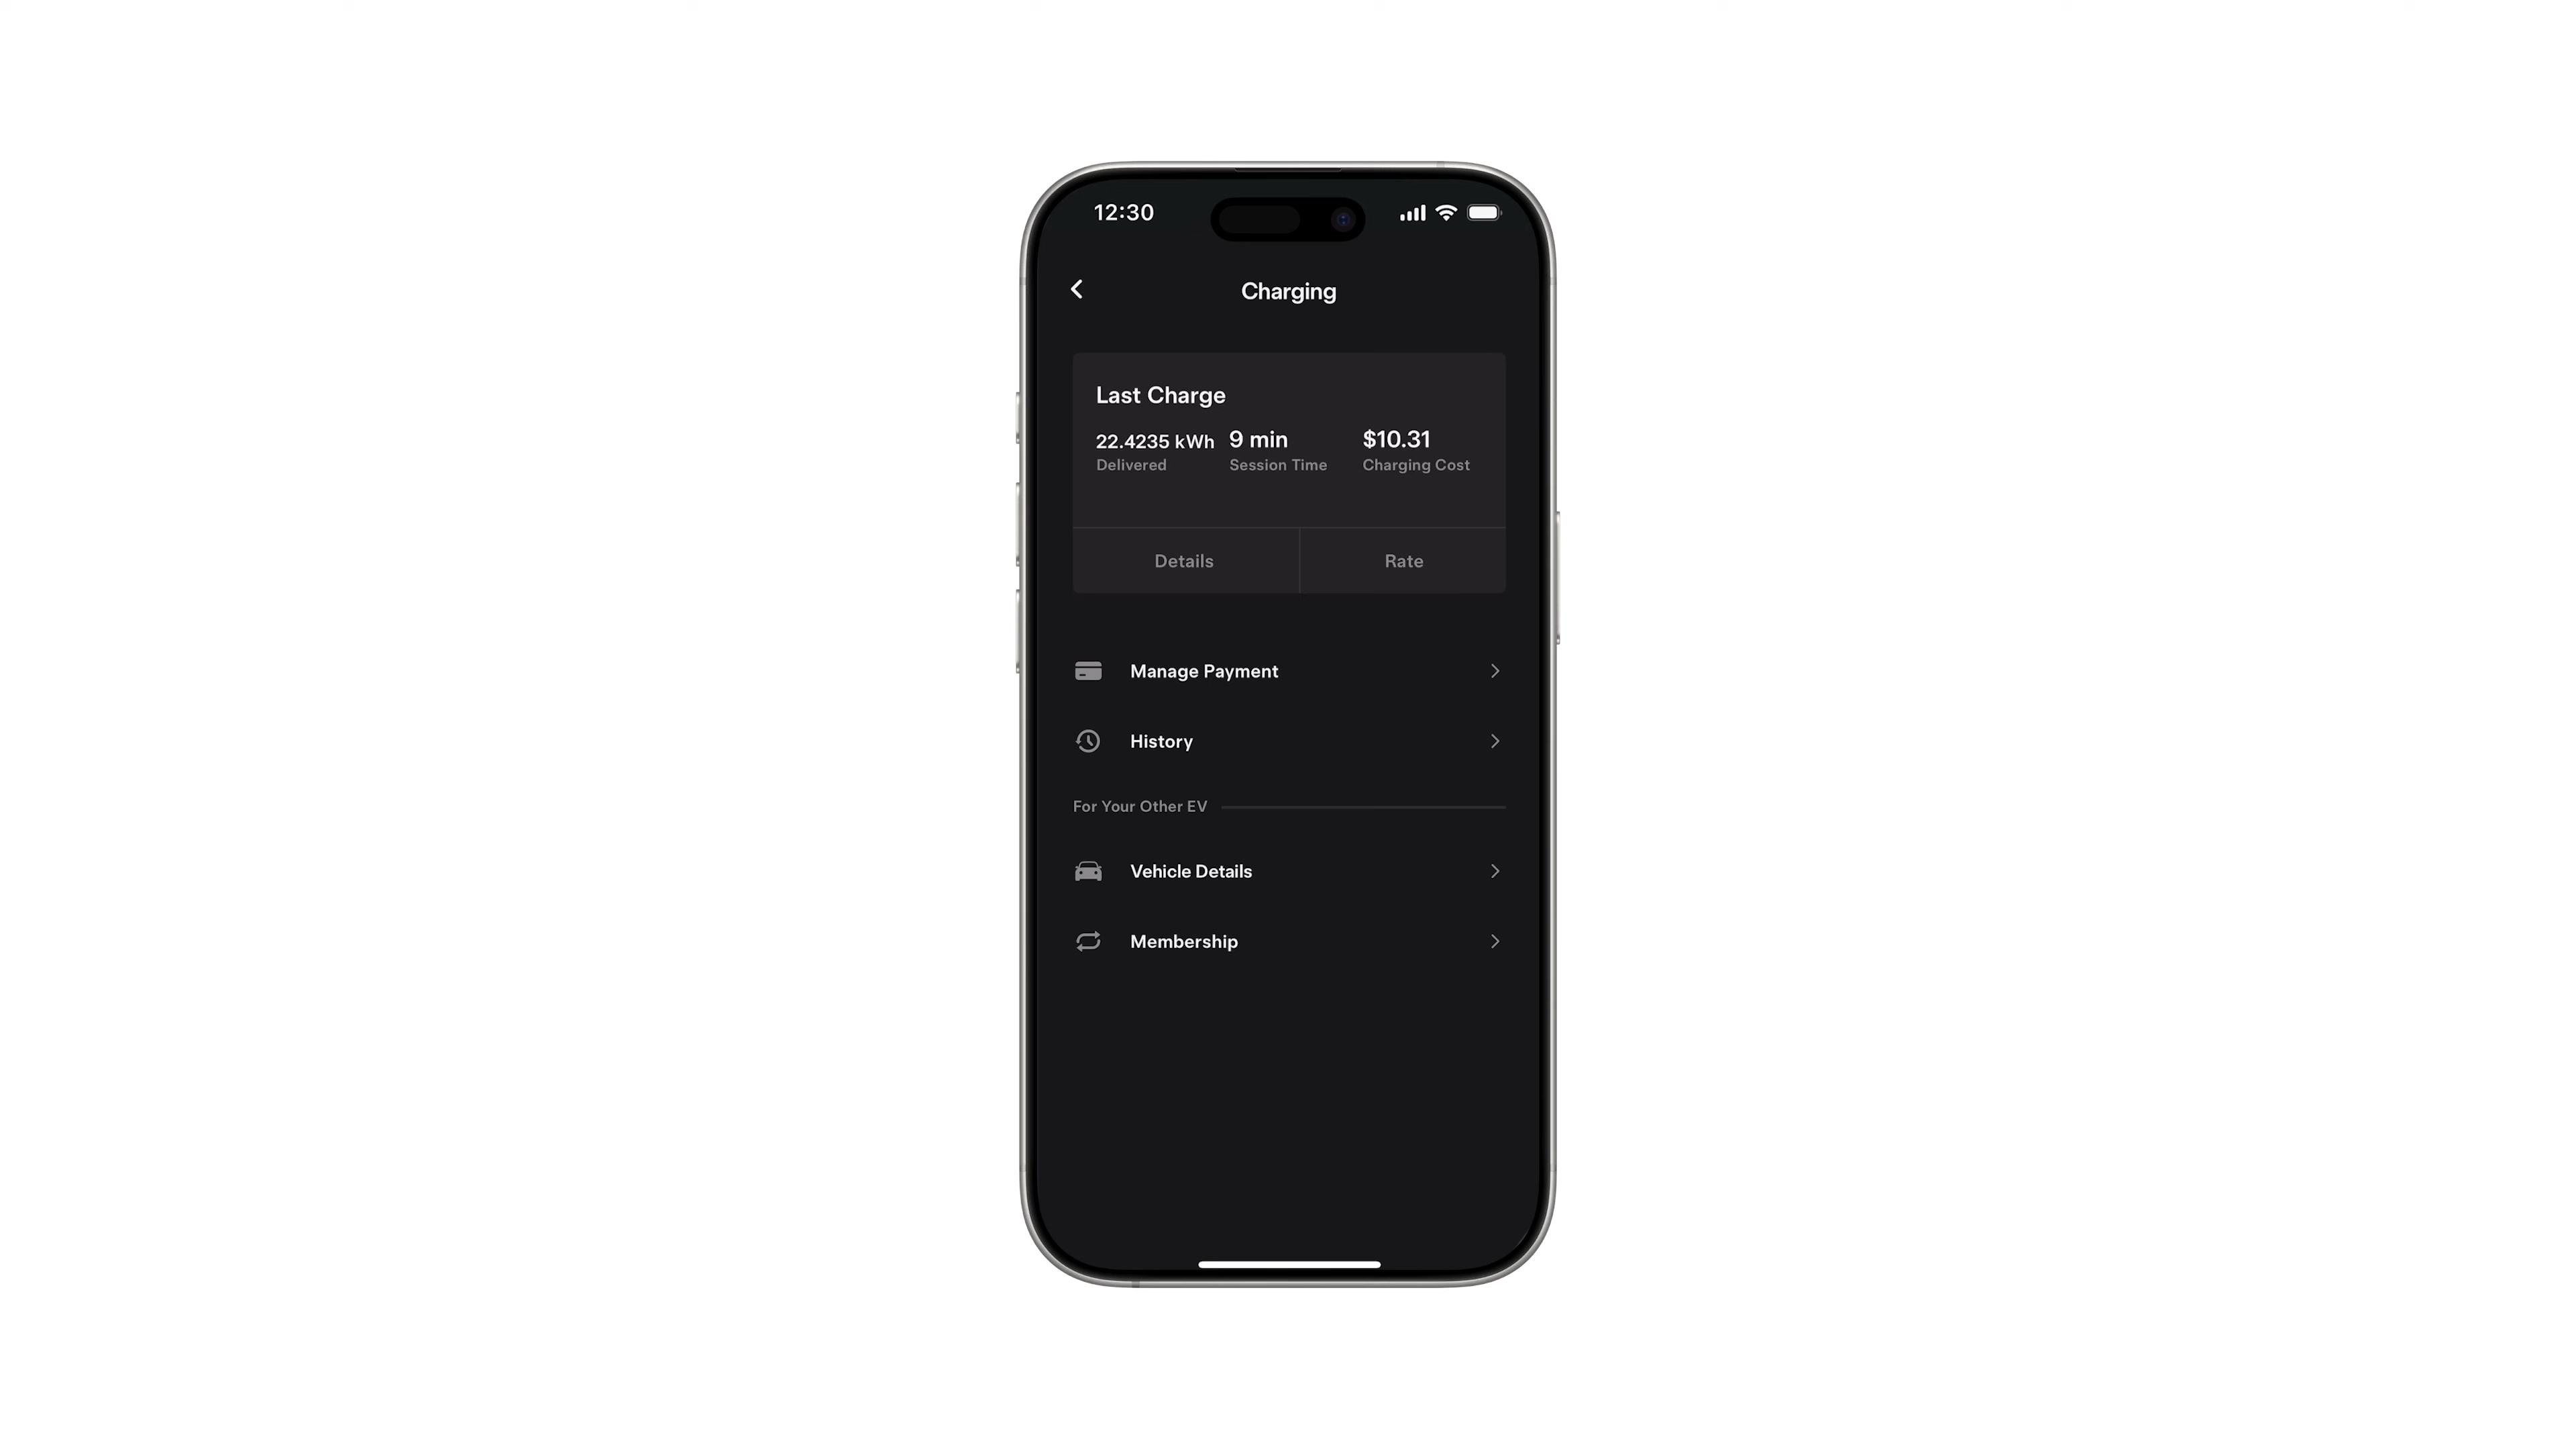 12:30
Charging
Last Charge
22.4235 kWh 9 min $10.31
Delivered Session Time Charging Cost
Details Rate
Manage Payment
History
For Your Other EV
Vehicle Details
Membership